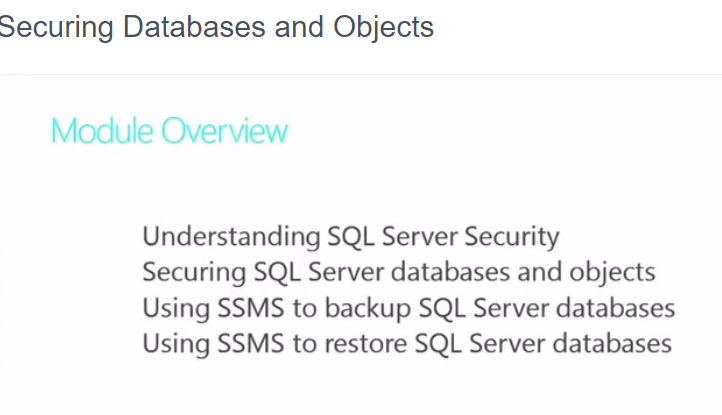 Securing Databases and Objects
Module Overview
Understanding SQL Server Security
Securing SQL Server databases and objects
Using SSMS to backup SQL Server databases
Using SSMS to restore SQL Server databases